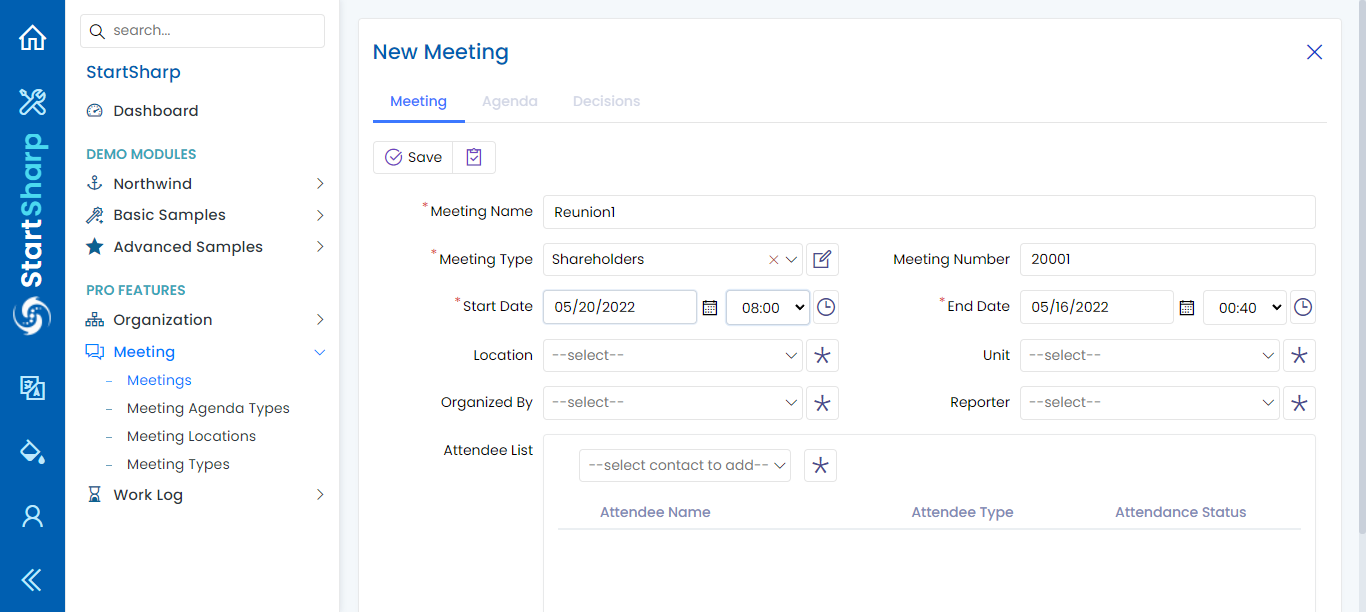 search...
StartSharp
Dashboard
DEMO MODULES
Northwind
Basic Samples
Advanced Samples
PRO FEATURES
Organization
Meeting
– Meetings
– Meeting Agenda Types
– Meeting Locations
– Meeting Types
Work Log
StartSharp
New Meeting
Meeting Agenda Decisions
Save
*Meeting Name Reunion1
*Meeting Type Shareholders Meeting Number 20001
*Start Date 05/20/2022 08:00 *End Date 05/16/2022 00:40
Location --select-- Unit --select--
Organized By --select-- Reporter --select--
Attendee List --select contact to add--
Attendee Name Attendee Type Attendance Status